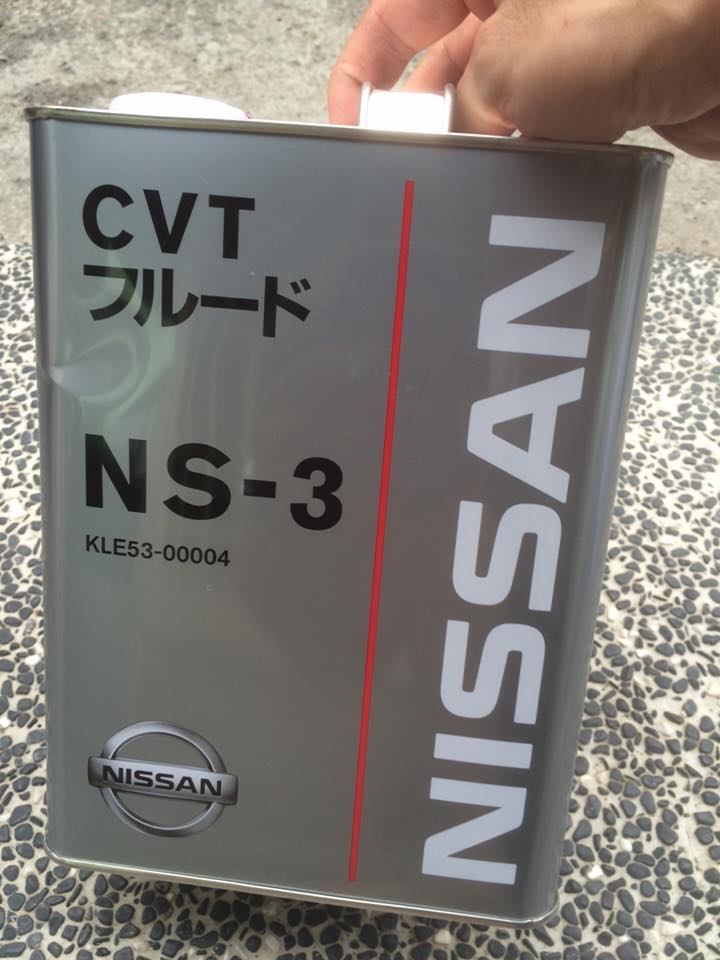 CVT
フルード
NS-3
KLE53-00004
NISSAN
NISSAN